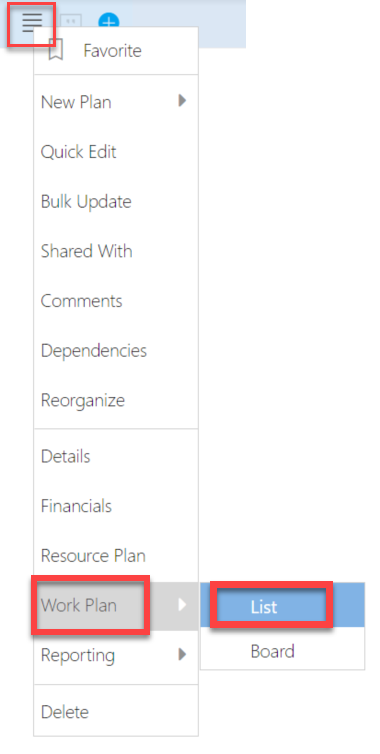 Favorite
New Plan
Quick Edit
Bulk Update
Shared With
Comments
Dependencies
Reorganize
Details
Financials
Resource Plan
Work Plan
List
Board
Reporting
Delete